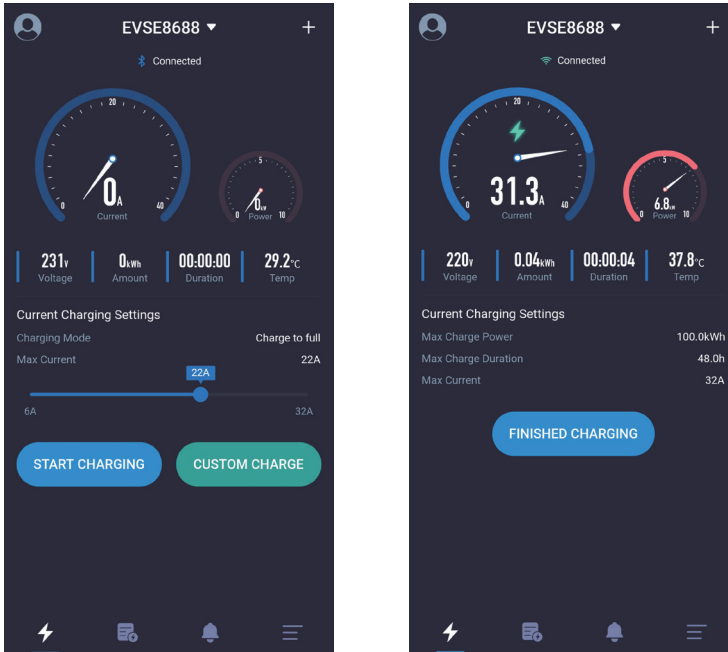 EVSE8688
Connected
20
0
40
0A
Current
5
0
10
0kW
Power
231V
0kWh
00:00:00
29.2°C
Voltage
Amount
Duration
Temp
Current Charging Settings
Charging Mode
Charge to full
Max Current
22A
22A
6A
32A
START CHARGING
CUSTOM CHARGE
EVSE8688
Connected
20
0
40
31.3A
Current
5
0
10
6.8kW
Power
220V
0.04kWh
00:00:04
37.8°C
Voltage
Amount
Duration
Temp
Current Charging Settings
Max Charge Power
100.0kWh
Max Charge Duration
48.0h
Max Current
32A
FINISHED CHARGING